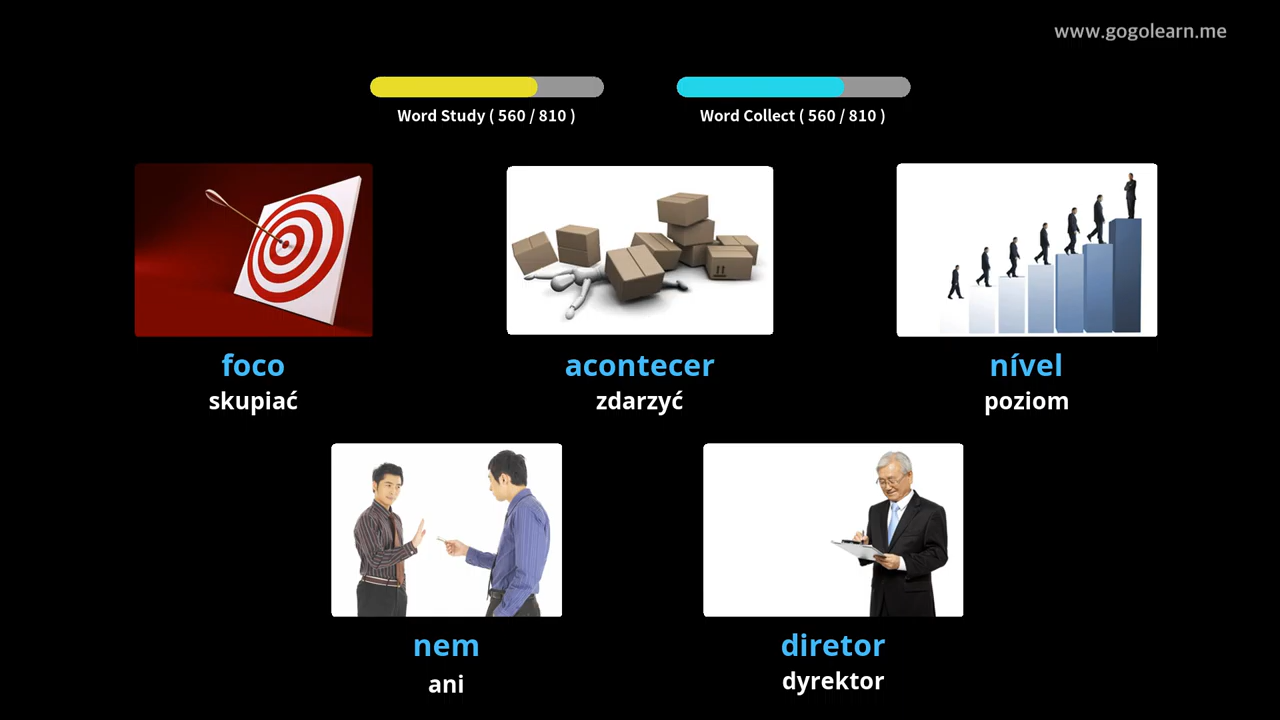 www.gogolearn.me
Word Study ( 560 / 810 )
Word Collect ( 560 / 810 )
foco
skupiać
acontecer
zdarzyć
nível
poziom
nem
ani
diretor
dyrektor